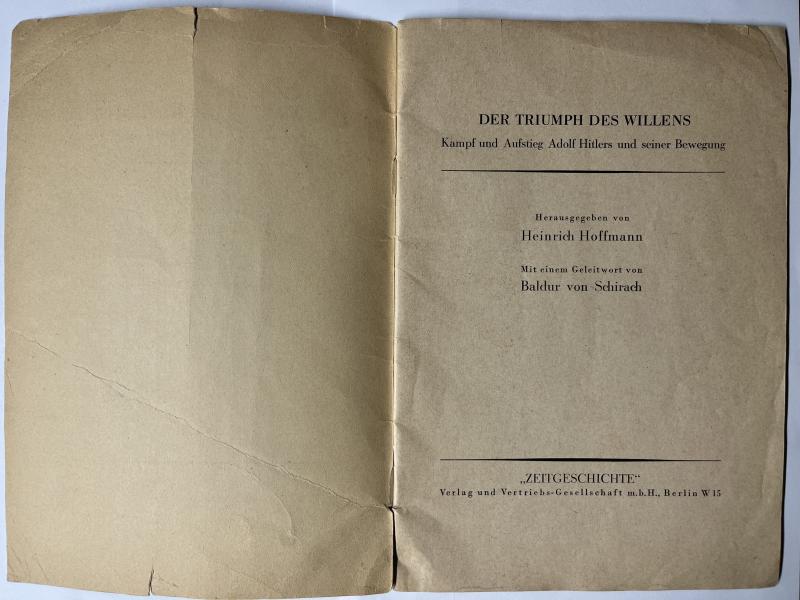 DER TRIUMPH DES WILLENS
Kampf und Aufstieg Adolf Hitlers und seiner Bewegung
Herausgegeben von
Heinrich Hoffmann
Mit einem Geleitwort von
Baldur von Schirach
„ZEITGESCHICHTE“
Verlag und Vertriebs-Gesellschaft m.b.H., Berlin W 15